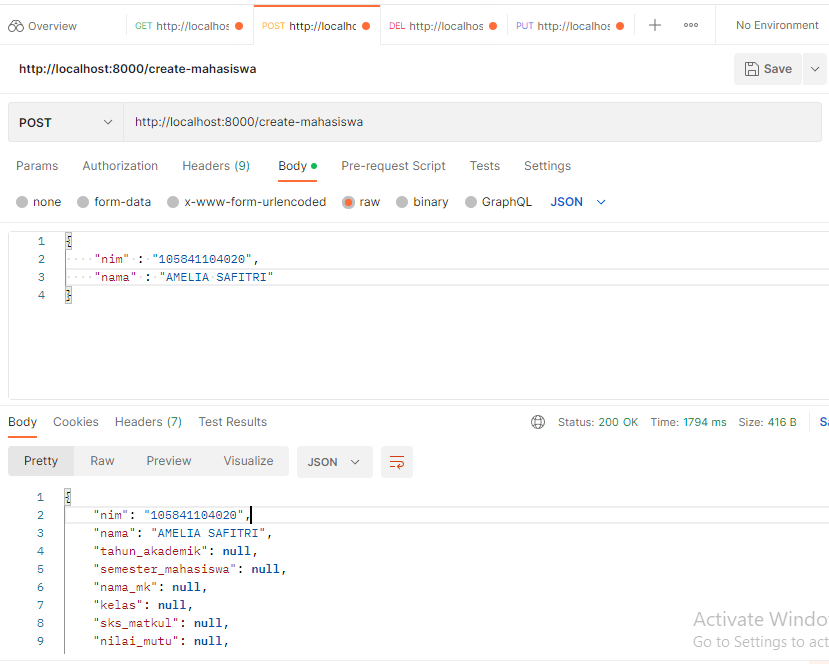 Overview GET http://localhos POST http://localhc DEL http://localhos PUT http://localhos No Environment
http://localhost:8000/create-mahasiswa Save
POST http://localhost:8000/create-mahasiswa
Params Authorization Headers (9) Body Pre-request Script Tests Settings
none form-data x-www-form-urlencoded raw binary GraphQL JSON
1 {
2 "nim" : "105841104020",
3 "nama" : "AMELIA SAFITRI"
4 }
Body Cookies Headers (7) Test Results Status: 200 OK Time: 1794 ms Size: 416 B Sa
Pretty Raw Preview Visualize JSON
1 {
2 "nim": "105841104020",
3 "nama": "AMELIA SAFITRI",
4 "tahun_akademik": null,
5 "semester_mahasiswa": null,
6 "nama_mk": null,
7 "kelas": null,
8 "sks_matkul": null,
9 "nilai_mutu": null,
Activate Windo
Go to Settings to act